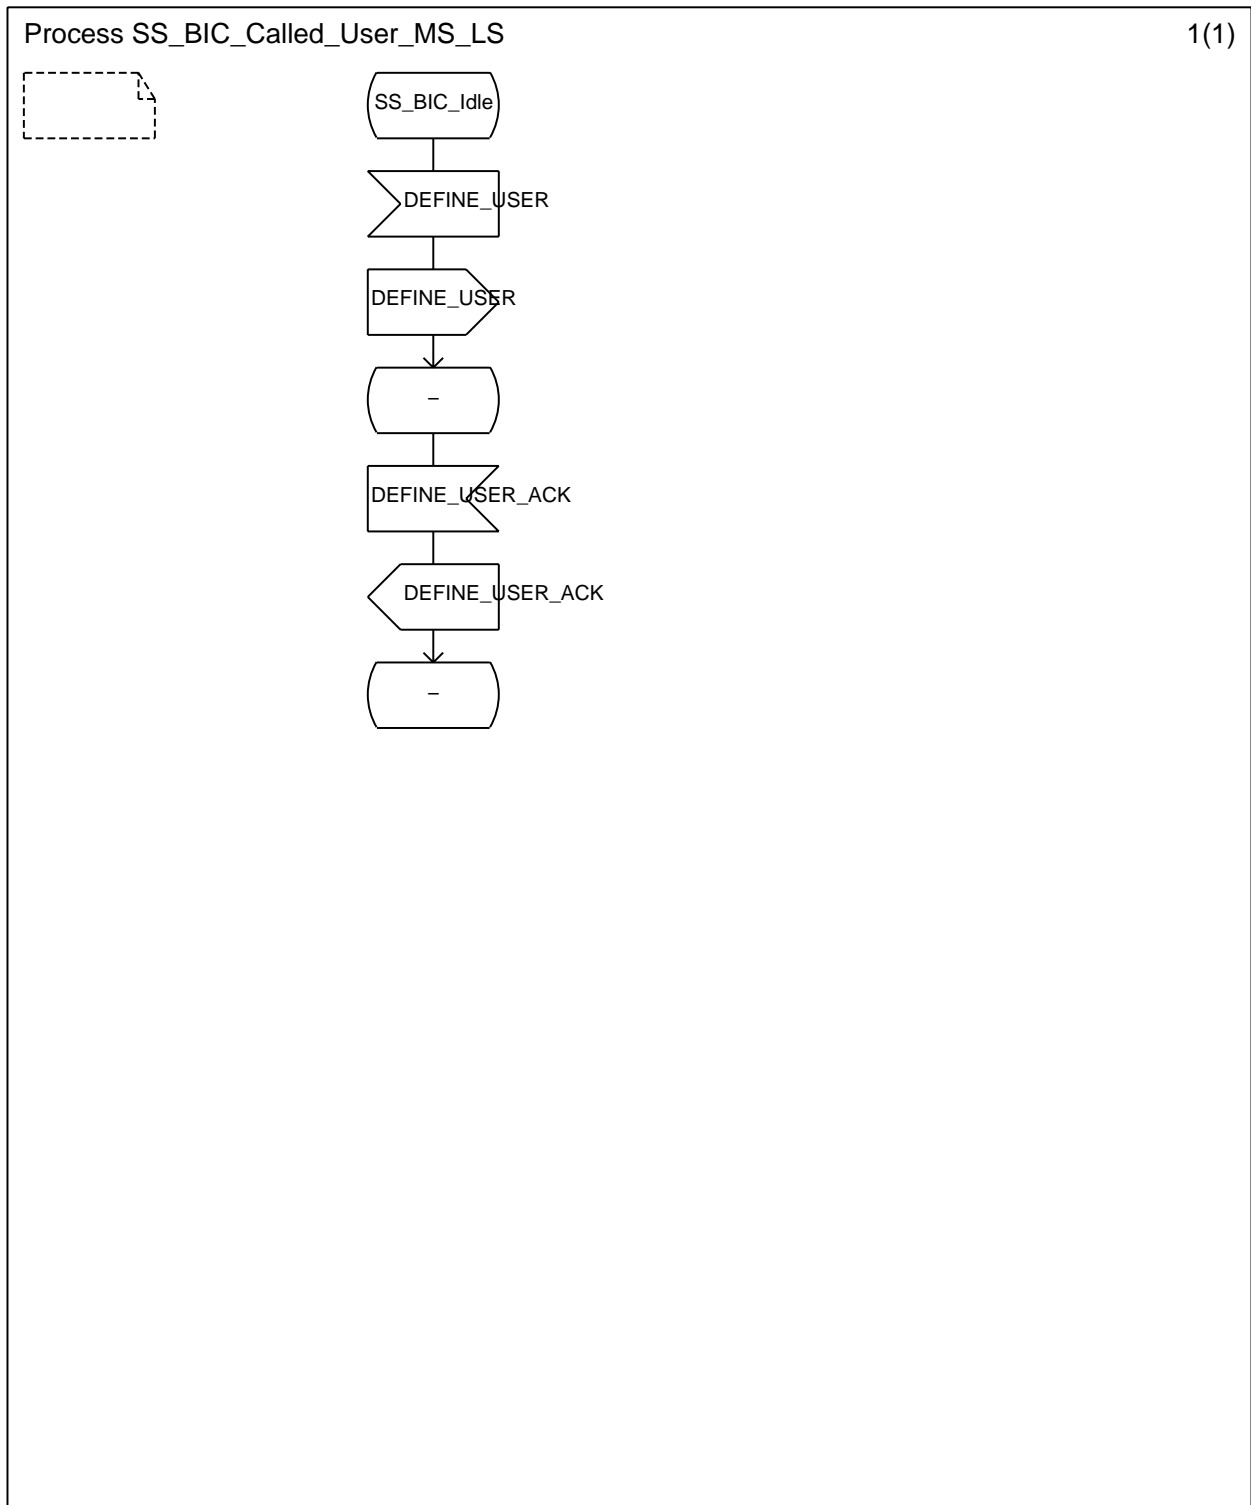 Process SS_BIC_Called_User_MS_LS 1(1)
SS_BIC_Idle
DEFINE_USER
DEFINE_USER
–
DEFINE_USER_ACK
DEFINE_USER_ACK
–